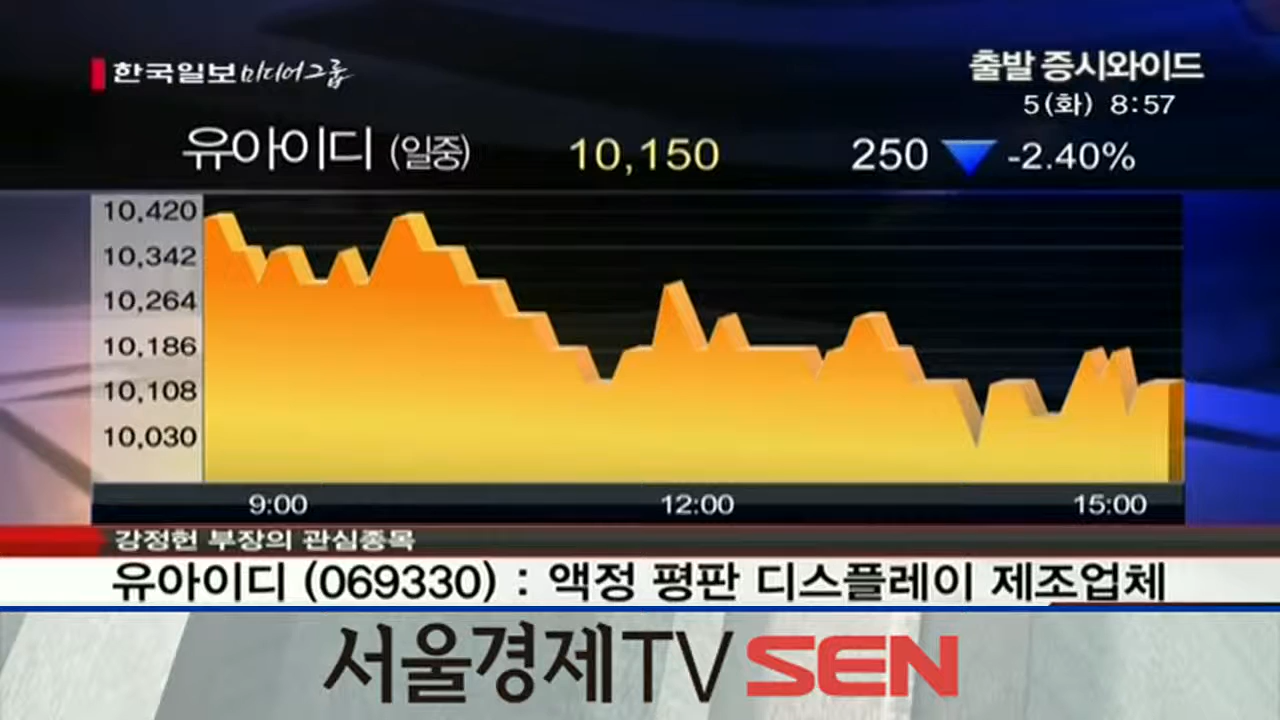 한국일보 미디어그룹
출발 증시와이드
5(화) 8:57
유아이디 (일중) 10,150 250 ▼ -2.40%
10,420
10,342
10,264
10,186
10,108
10,030
9:00 12:00 15:00
강정헌 부장의 관심종목
유아이디 (069330) : 액정 평판 디스플레이 제조업체
서울경제TV SEN